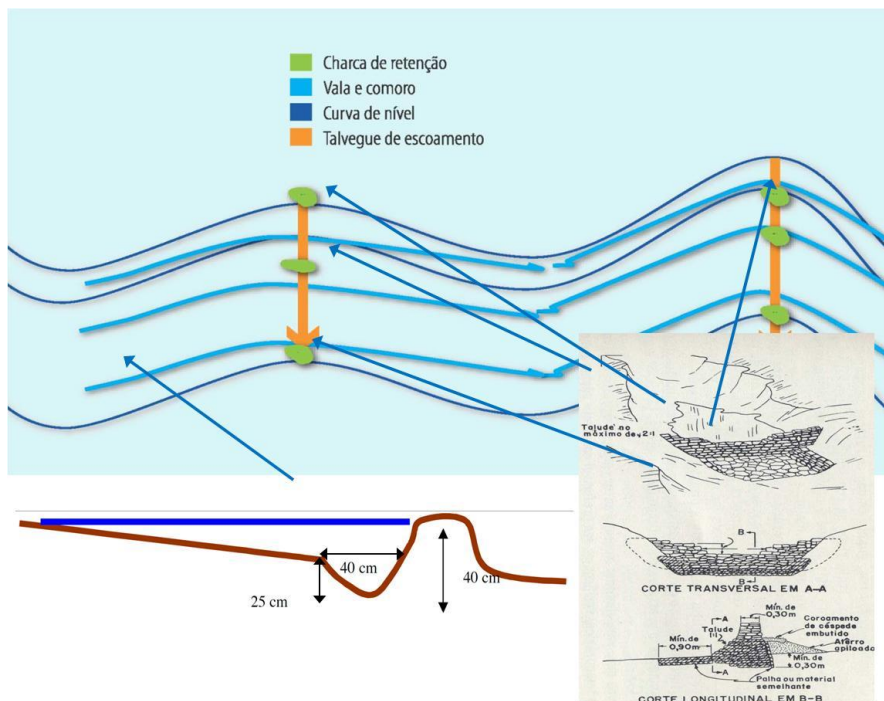 Charca de retenção
Vala e comoro
Curva de nível
Talvegue de escoamento
Talude no
máximo de 2:1
40 cm
25 cm
40 cm
B
B
CORTE TRANSVERSAL EM A-A
A
Mín. de
0,30m
Talude
1:1
Coroamento
de céspede
embutido
Mín. de
0,90m
Aterro
apiloado
Mín. de
0,30m
A
Palha ou material
semelhante
CORTE LONGITUDINAL EM B-B